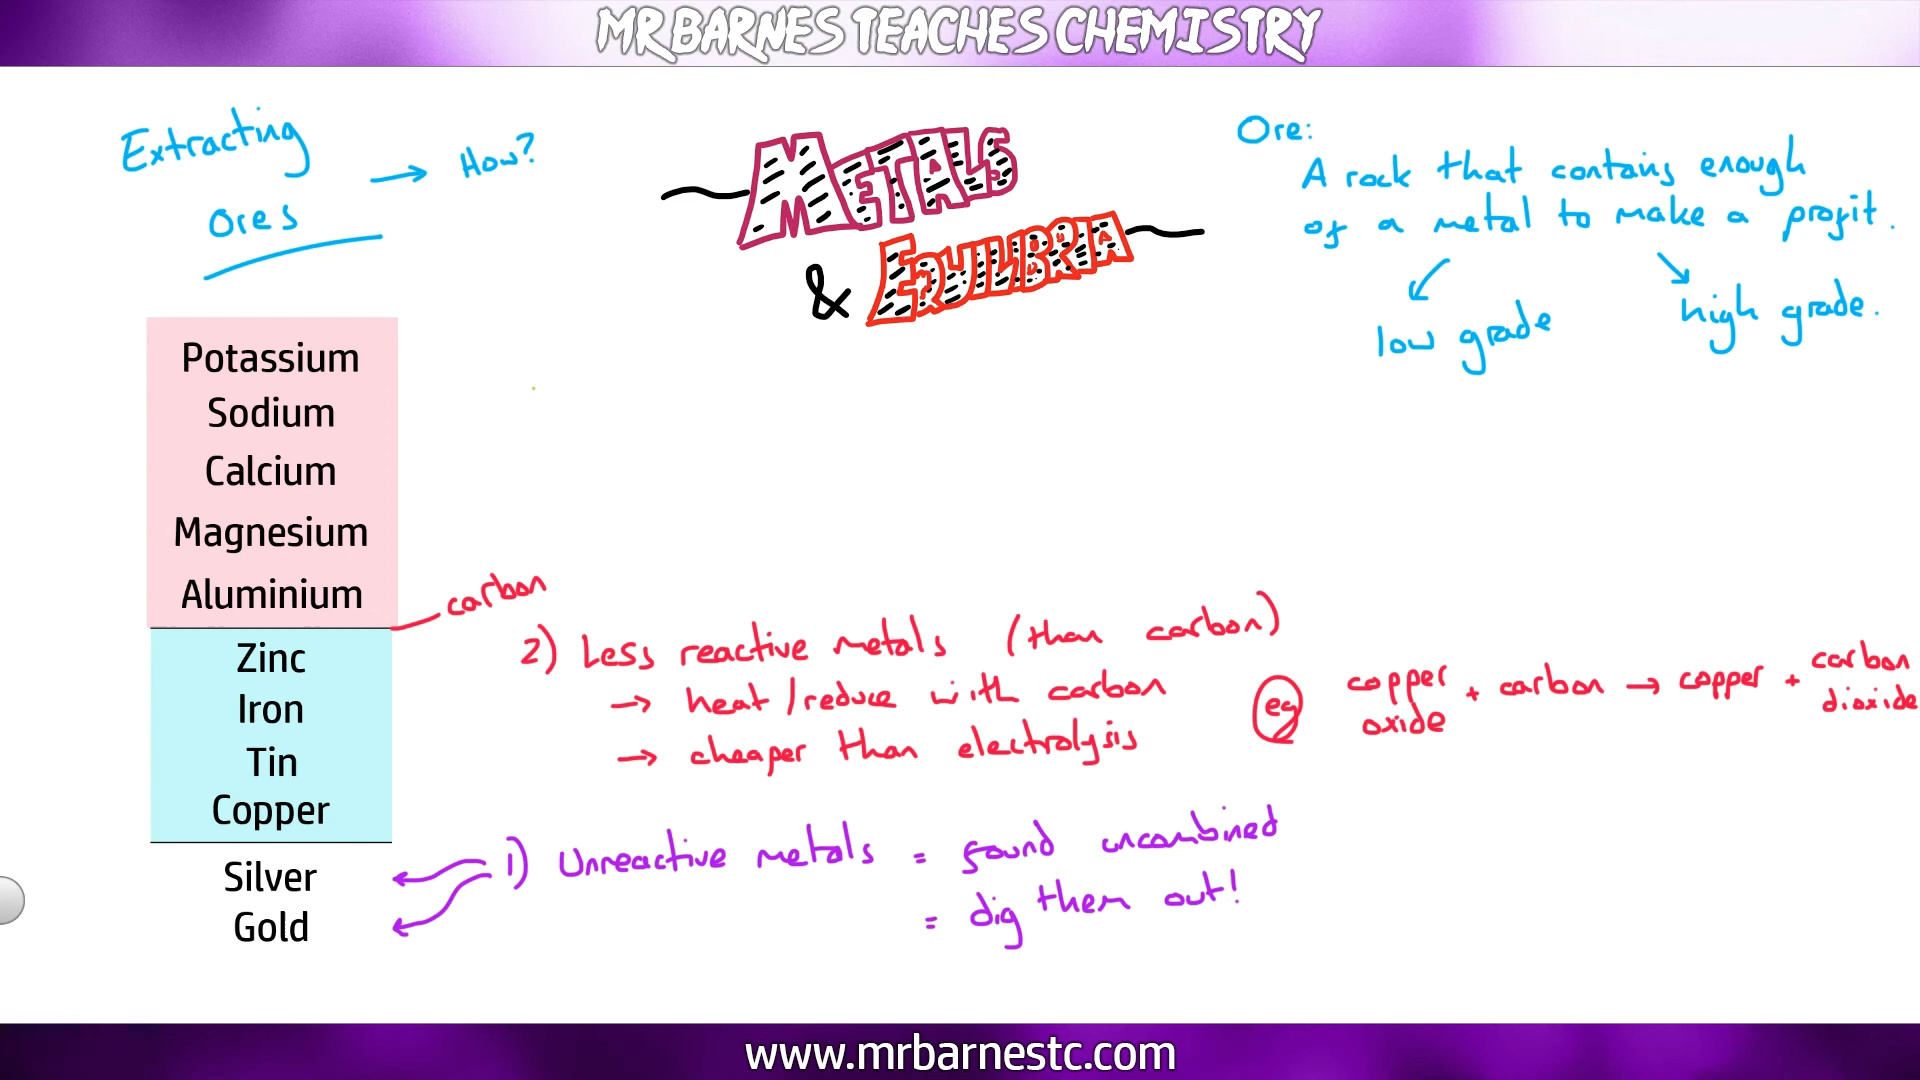 MR BARNES TEACHES CHEMISTRY
Extracting
Ores
→ How?
METALS
& EQUILIBRIA
Ore:
A rock that contains enough
of a metal to make a profit.
low grade
high grade.
Potassium
Sodium
Calcium
Magnesium
Aluminium
carbon
Zinc
Iron
Tin
Copper
Silver
Gold
2) Less reactive metals (than carbon)
→ heat/reduce with carbon
→ cheaper than electrolysis
eg copper oxide + carbon → copper + carbon dioxide
1) Unreactive metals = found uncombined
= dig them out!
www.mrbarnestc.com